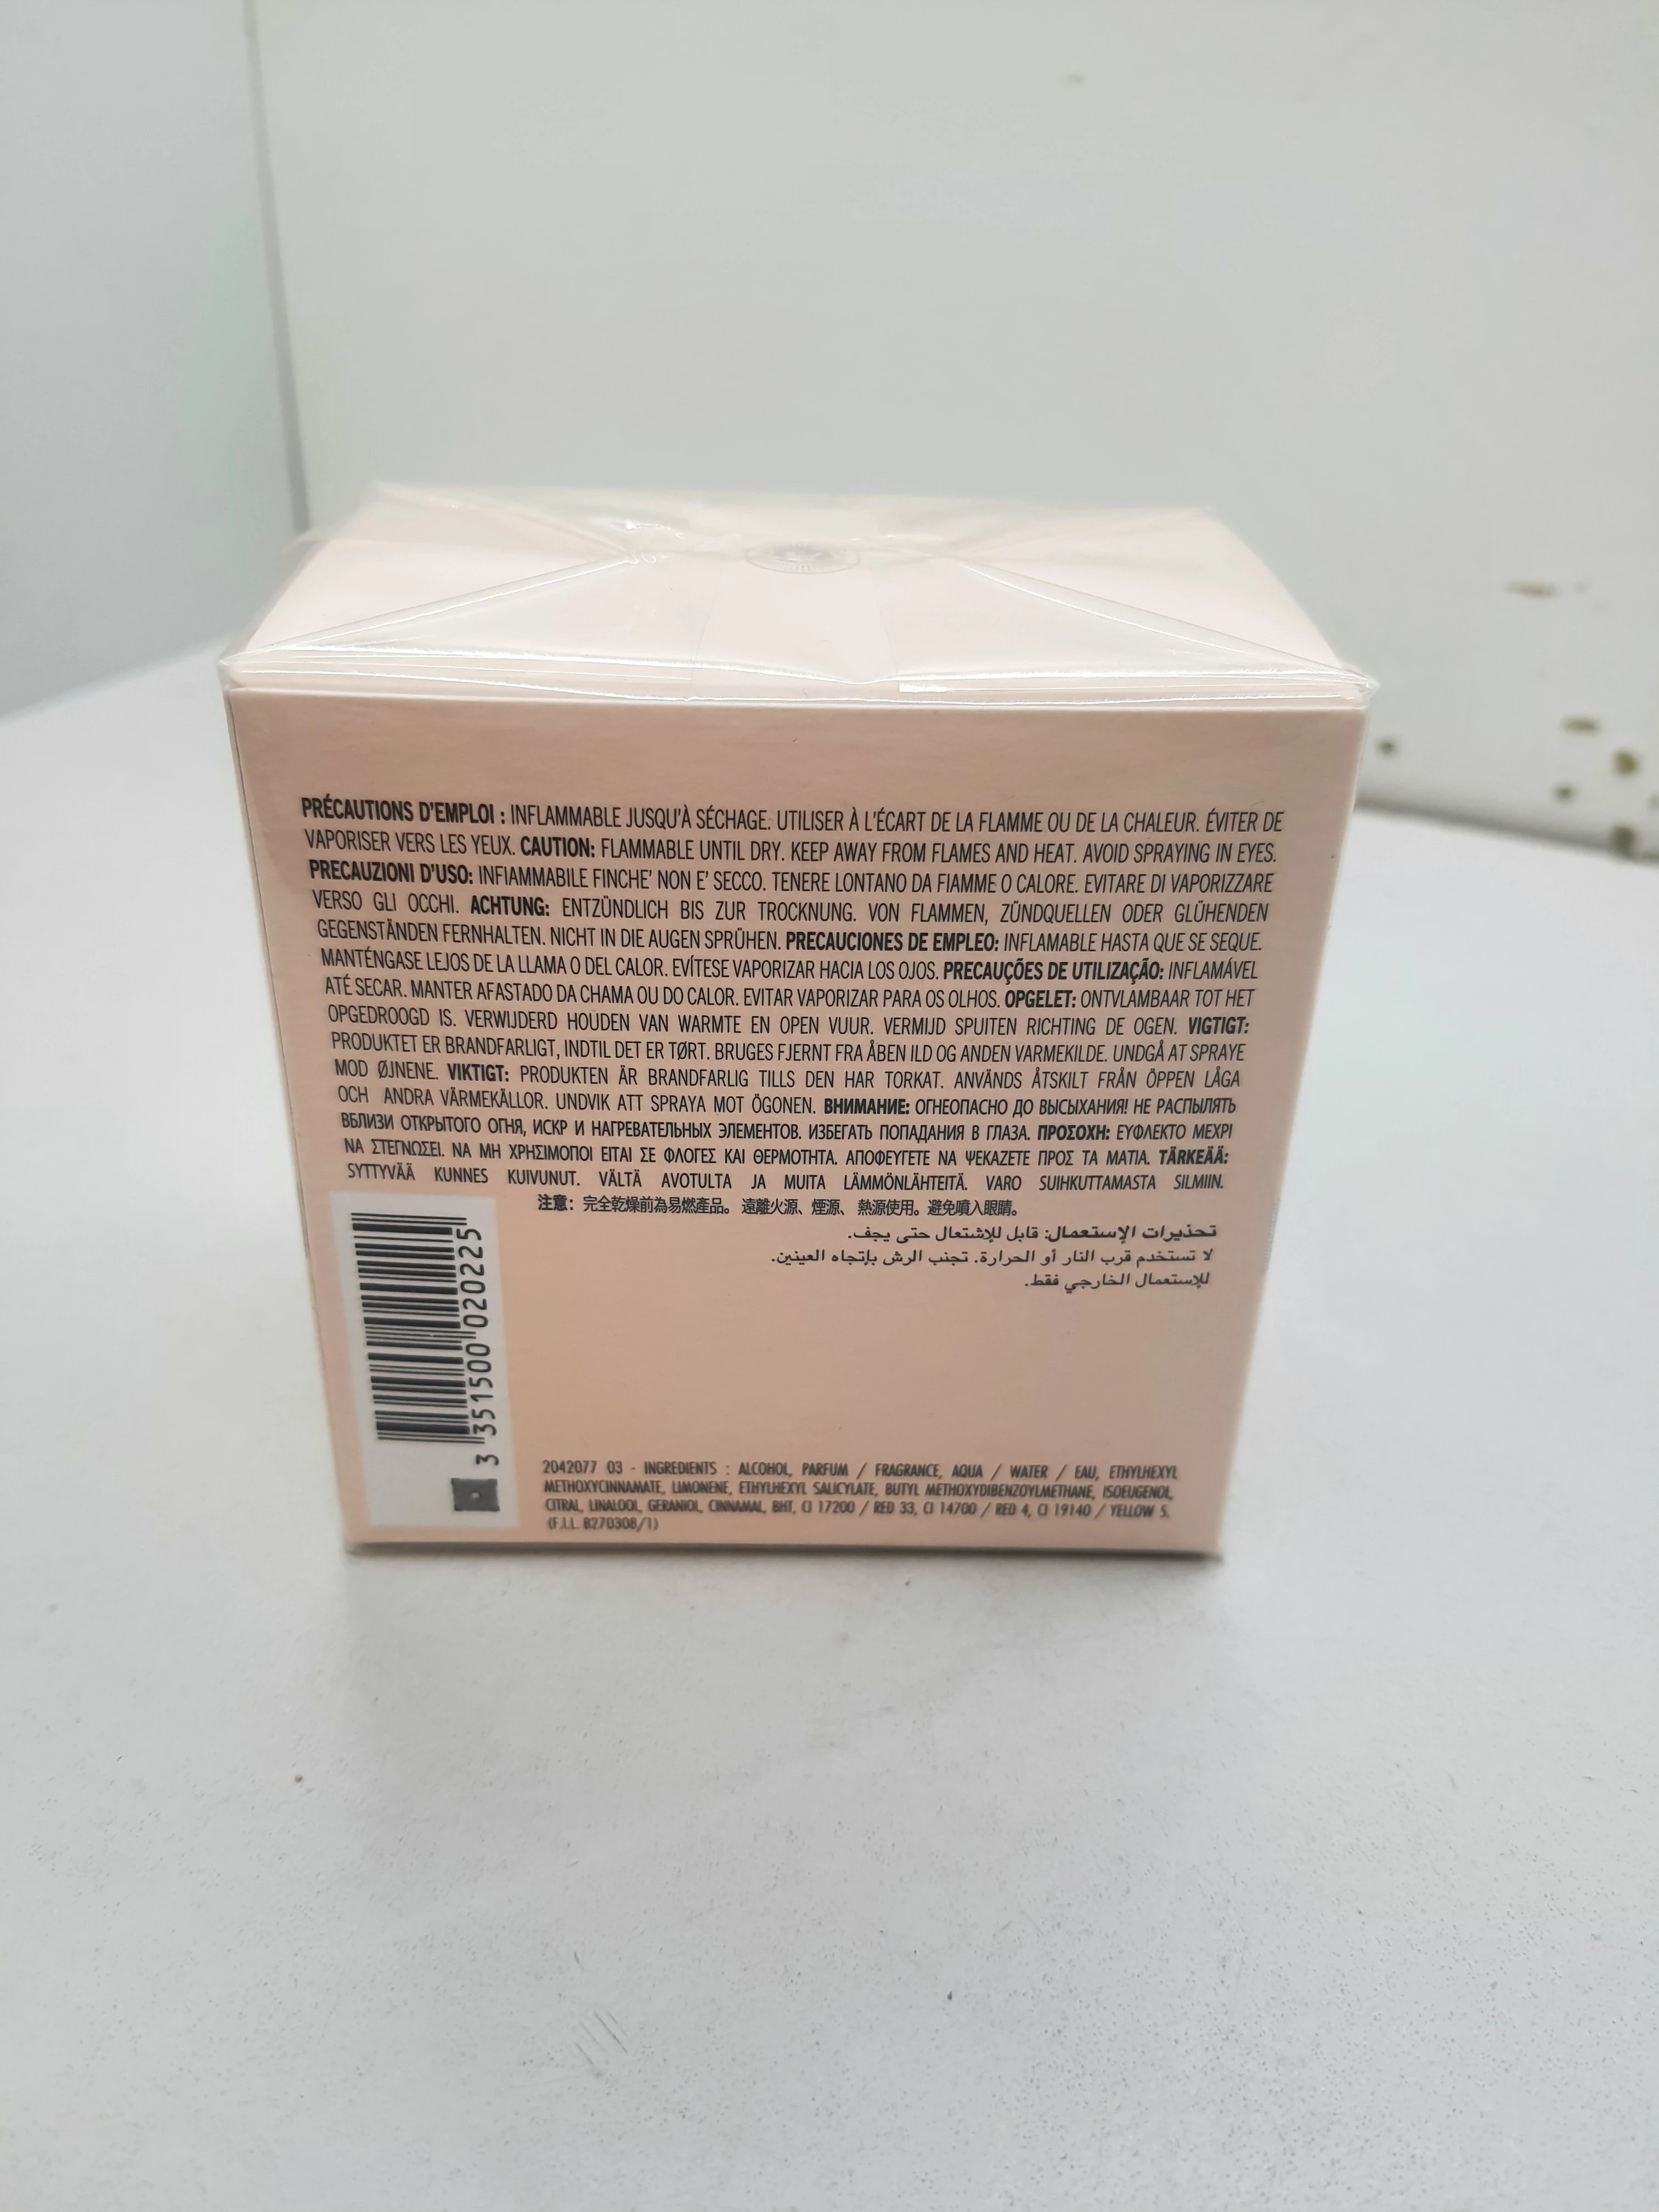 PRÉCAUTIONS D'EMPLOI : INFLAMMABLE JUSQU'À SÉCHAGE. UTILISER À L'ÉCART DE LA FLAMME OU DE LA CHALEUR. ÉVITER DE
VAPORISER VERS LES YEUX. CAUTION: FLAMMABLE UNTIL DRY. KEEP AWAY FROM FLAMES AND HEAT. AVOID SPRAYING IN EYES.
PRECAUZIONI D'USO: INFIAMMABILE FINCHE' NON E' SECCO. TENERE LONTANO DA FIAMME O CALORE. EVITARE DI VAPORIZZARE
VERSO GLI OCCHI. ACHTUNG: ENTZÜNDLICH BIS ZUR TROCKNUNG. VON FLAMMEN, ZÜNDQUELLEN ODER GLÜHENDEN
GEGENSTÄNDEN FERNHALTEN. NICHT IN DIE AUGEN SPRÜHEN. PRECAUCIONES DE EMPLEO: INFLAMABLE HASTA QUE SE SEQUE.
MANTÉNGASE LEJOS DE LA LLAMA O DEL CALOR. EVÍTESE VAPORIZAR HACIA LOS OJOS. PRECAUÇÕES DE UTILIZAÇÃO: INFLAMÁVEL
ATÉ SECAR. MANTER AFASTADO DA CHAMA OU DO CALOR. EVITAR VAPORIZAR PARA OS OLHOS. OPGELET: ONTVLAMBAAR TOT HET
OPGEDROOGD IS. VERWIJDERD HOUDEN VAN WARMTE EN OPEN VUUR. VERMIJD SPUITEN RICHTING DE OGEN. VIGTIGT:
PRODUKTET ER BRANDFARLIGT, INDTIL DET ER TØRT. BRUGES FJERNT FRA ÅBEN ILD OG ANDEN VARMEKILDE. UNDGÅ AT SPRAYE
MOD ØJNENE. VIKTIGT: PRODUKTEN ÄR BRANDFARLIG TILLS DEN HAR TORKAT. ANVÄNDS ÅTSKILT FRÅN ÖPPEN LÅGA
OCH ANDRA VÄRMEKÄLLOR. UNDVIK ATT SPRAYA MOT ÖGONEN. ВНИМАНИЕ: ОГНЕОПАСНО ДО ВЫСЫХАНИЯ! НЕ РАСПЫЛЯТЬ
ВБЛИЗИ ОТКРЫТОГО ОГНЯ, ИСКР И НАГРЕВАТЕЛЬНЫХ ЭЛЕМЕНТОВ. ИЗБЕГАТЬ ПОПАДАНИЯ В ГЛАЗА. ΠΡΟΣΟΧΗ: ΕΥΦΛΕΚΤΟ ΜΕΧΡΙ
ΝΑ ΣΤΕΓΝΩΣΕΙ. ΝΑ ΜΗ ΧΡΗΣΙΜΟΠΟΙ ΕΙΤΑΙ ΣΕ ΦΛΟΓΕΣ ΚΑΙ ΘΕΡΜΟΤΗΤΑ. ΑΠΟΦΕΥΓΕΤΕ ΝΑ ΨΕΚΑΖΕΤΕ ΠΡΟΣ ΤΑ ΜΑΤΙΑ. TÄRKEÄÄ:
SYTTYVÄÄ KUNNES KUIVUNUT. VÄLTÄ AVOTULTA JA MUITA LÄMMÖNLÄHTEITÄ. VARO SUIHKUTTAMASTA SILMIIN.
注意：完全乾燥前為易燃產品。遠離火源、煙源、熱源使用。避免噴入眼睛。
تحذيرات الإستعمال: قابل للإشتعال حتى يجف.
لا تستخدم قرب النار أو الحرارة. تجنب الرش بإتجاه العينين.
للإستعمال الخارجي فقط.
3 351500 020225
2042077 03 - INGREDIENTS : ALCOHOL, PARFUM / FRAGRANCE, AQUA / WATER / EAU, ETHYLHEXYL
METHOXYCINNAMATE, LIMONENE, ETHYLHEXYL SALICYLATE, BUTYL METHOXYDIBENZOYLMETHANE, ISOEUGENOL,
CITRAL, LINALOOL, GERANIOL, CINNAMAL, BHT, CI 17200 / RED 33, CI 14700 / RED 4, CI 19140 / YELLOW 5.
(F.I.L. B270308/1)